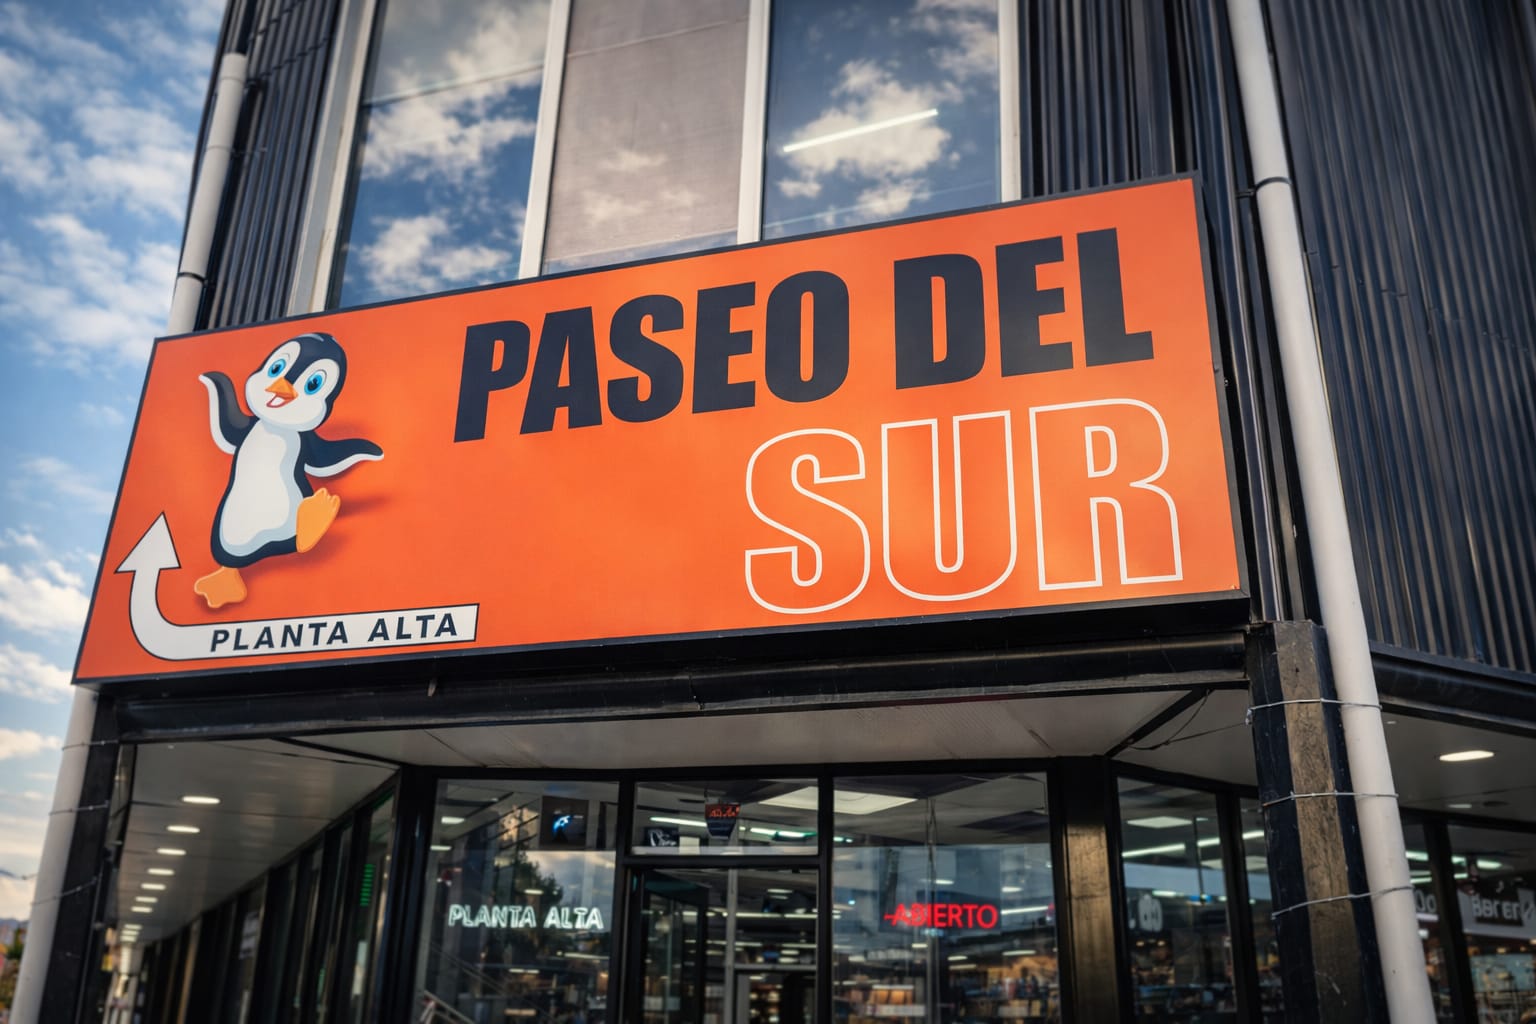 PASEO DEL
SUR
PLANTA ALTA
PLANTA ALTA
ABIERTO